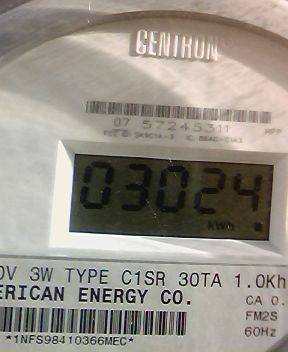 CENTRON
07 57245311
03024
kWh
0V 3W TYPE C1SR 30TA 1.0Kh
ERICAN ENERGY CO.
CA 0.
FM2S
60Hz
*1NFS98410366MEC*